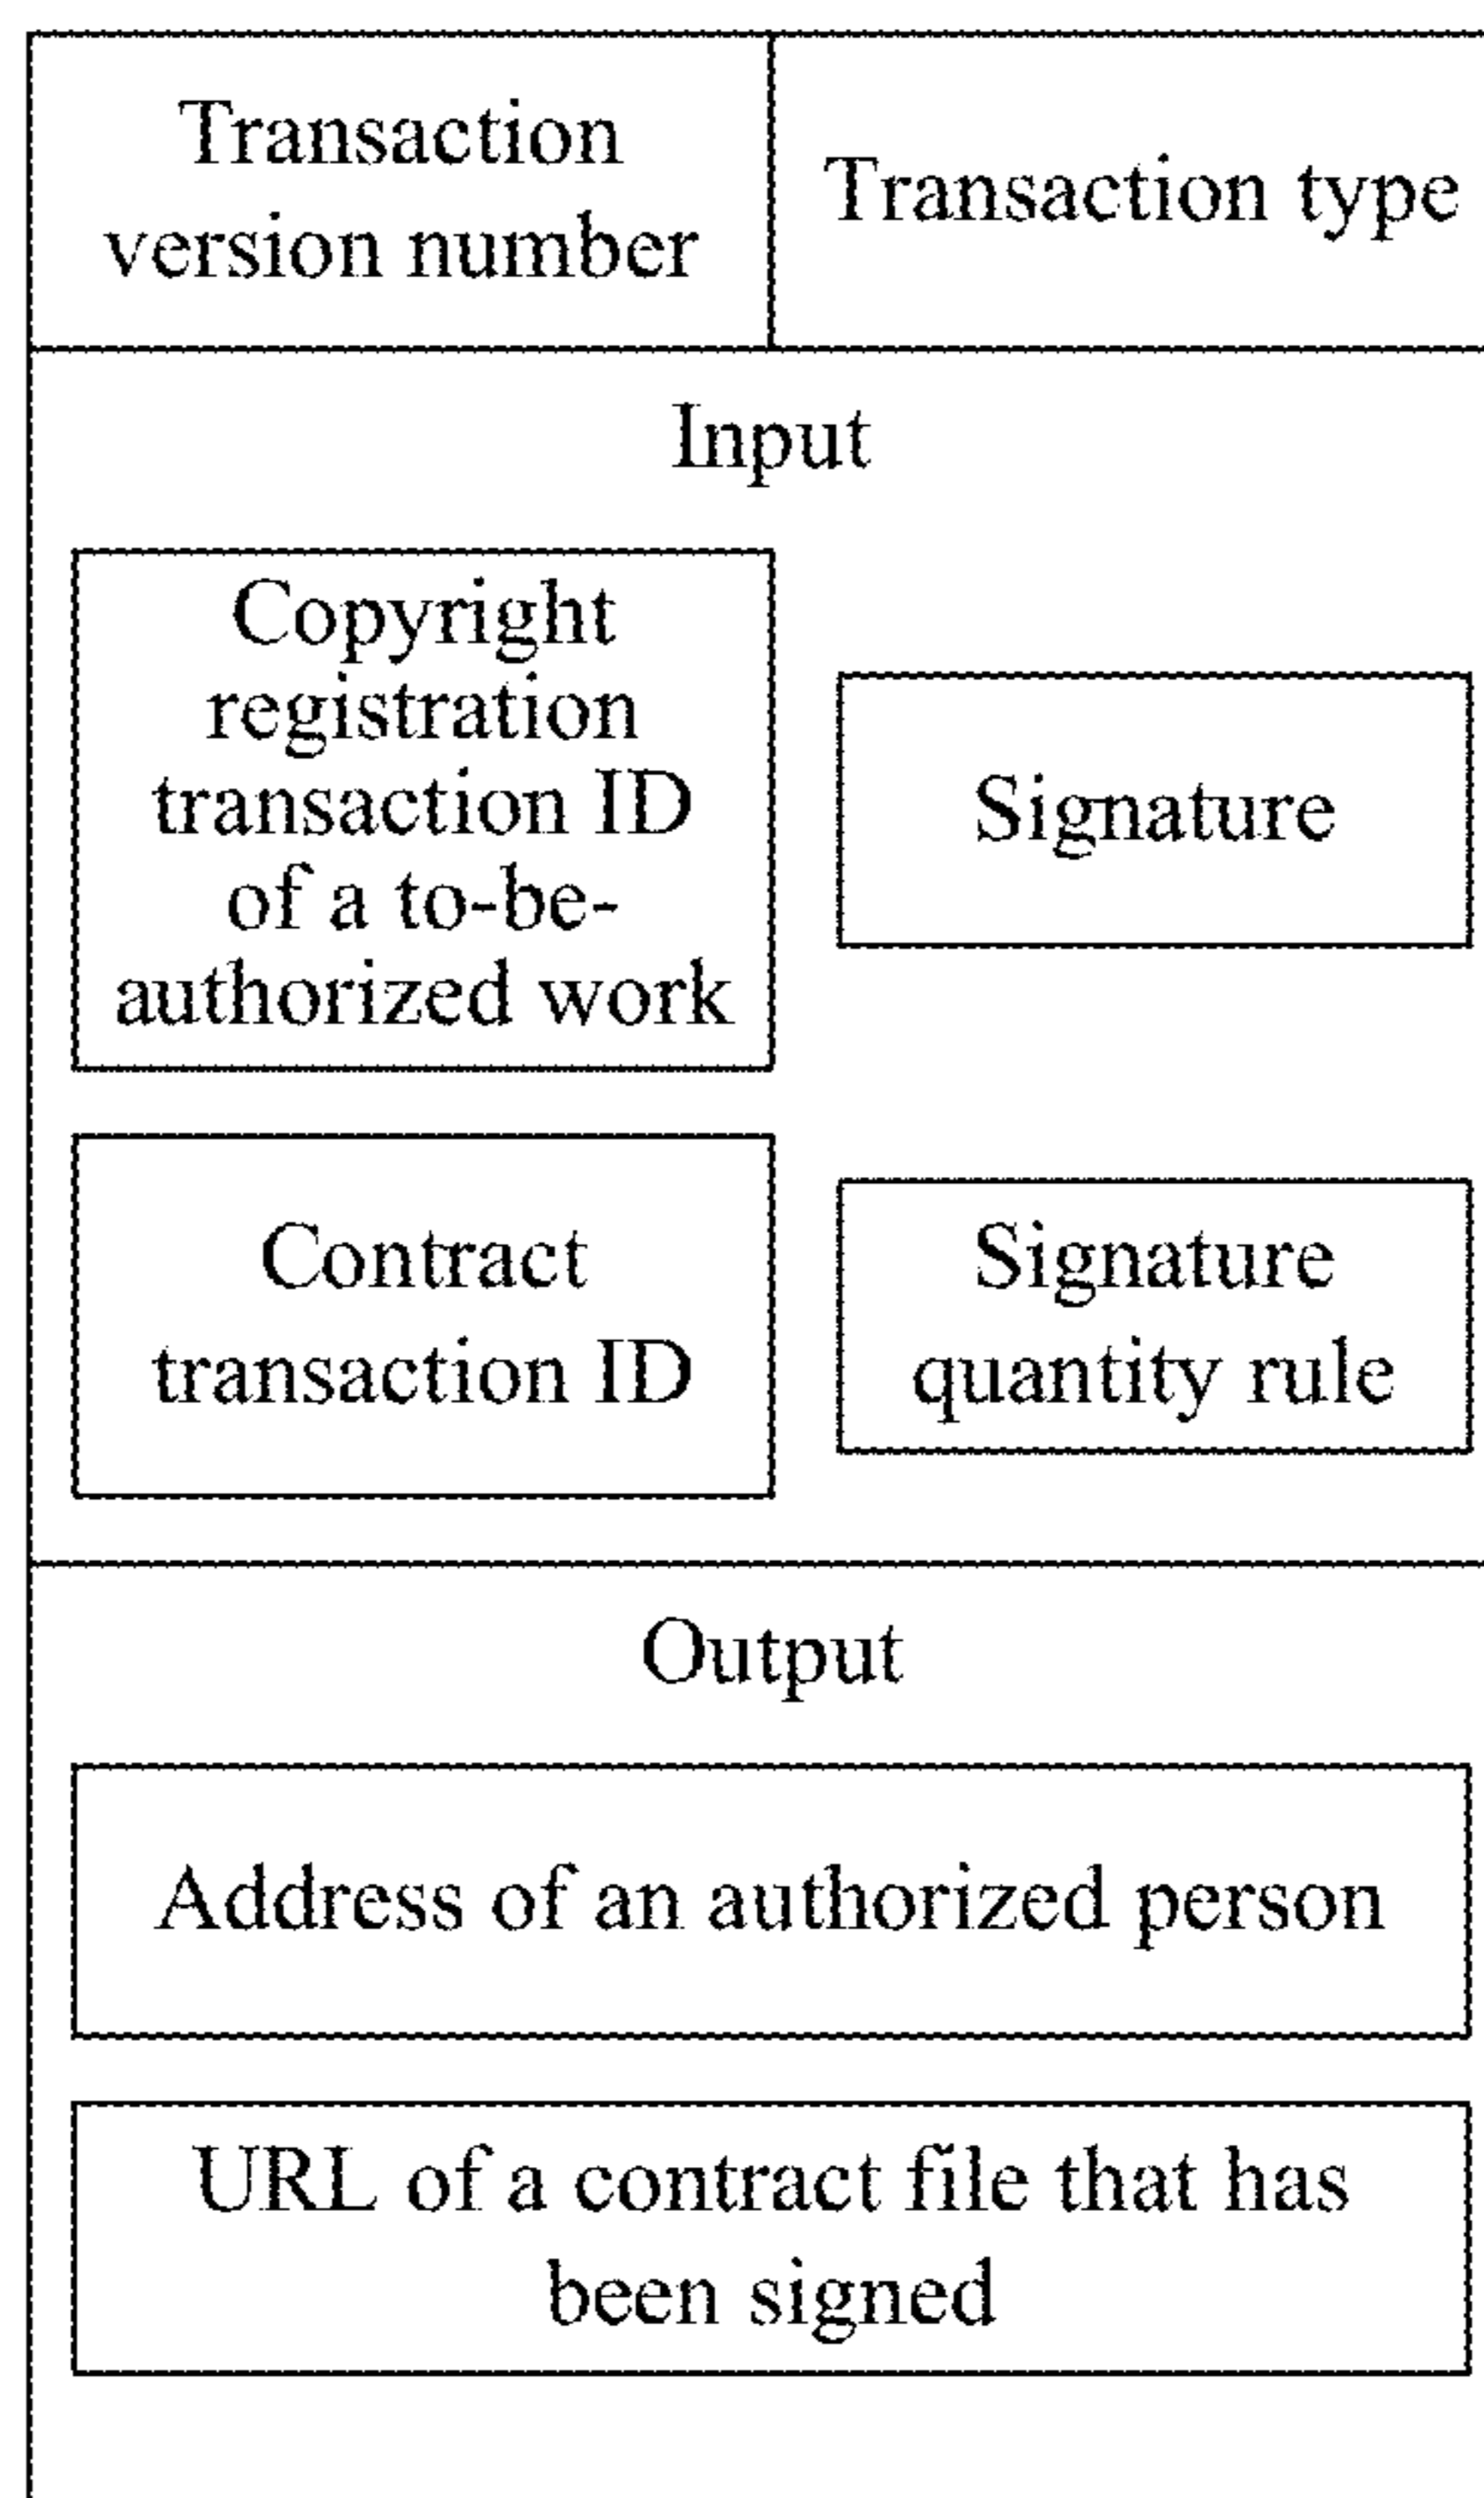 Transaction
version number
Transaction type
Input
Copyright
registration
transaction ID
of a to-be-
authorized work
Signature
Contract
transaction ID
Signature
quantity rule
Output
Address of an authorized person
URL of a contract file that has
been signed